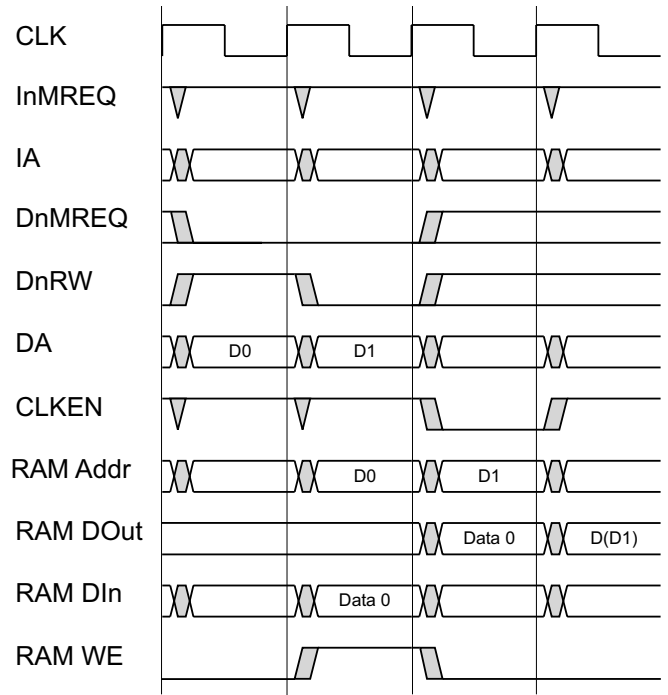 CLK
InMREQ
IA
DnMREQ
DnRW
DA D0 D1
CLKEN
RAM Addr D0 D1
RAM DOut Data 0 D(D1)
RAM DIn Data 0
RAM WE